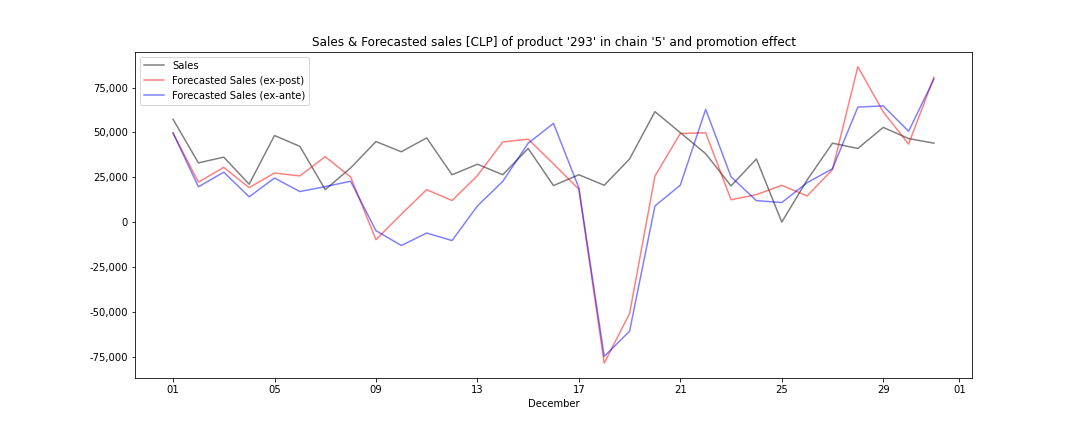 Sales & Forecasted sales [CLP] of product '293' in chain '5' and promotion effect
Sales
Forecasted Sales (ex-post)
Forecasted Sales (ex-ante)
75,000
50,000
25,000
0
-25,000
-50,000
-75,000
01 05 09 13 17 21 25 29 01
December